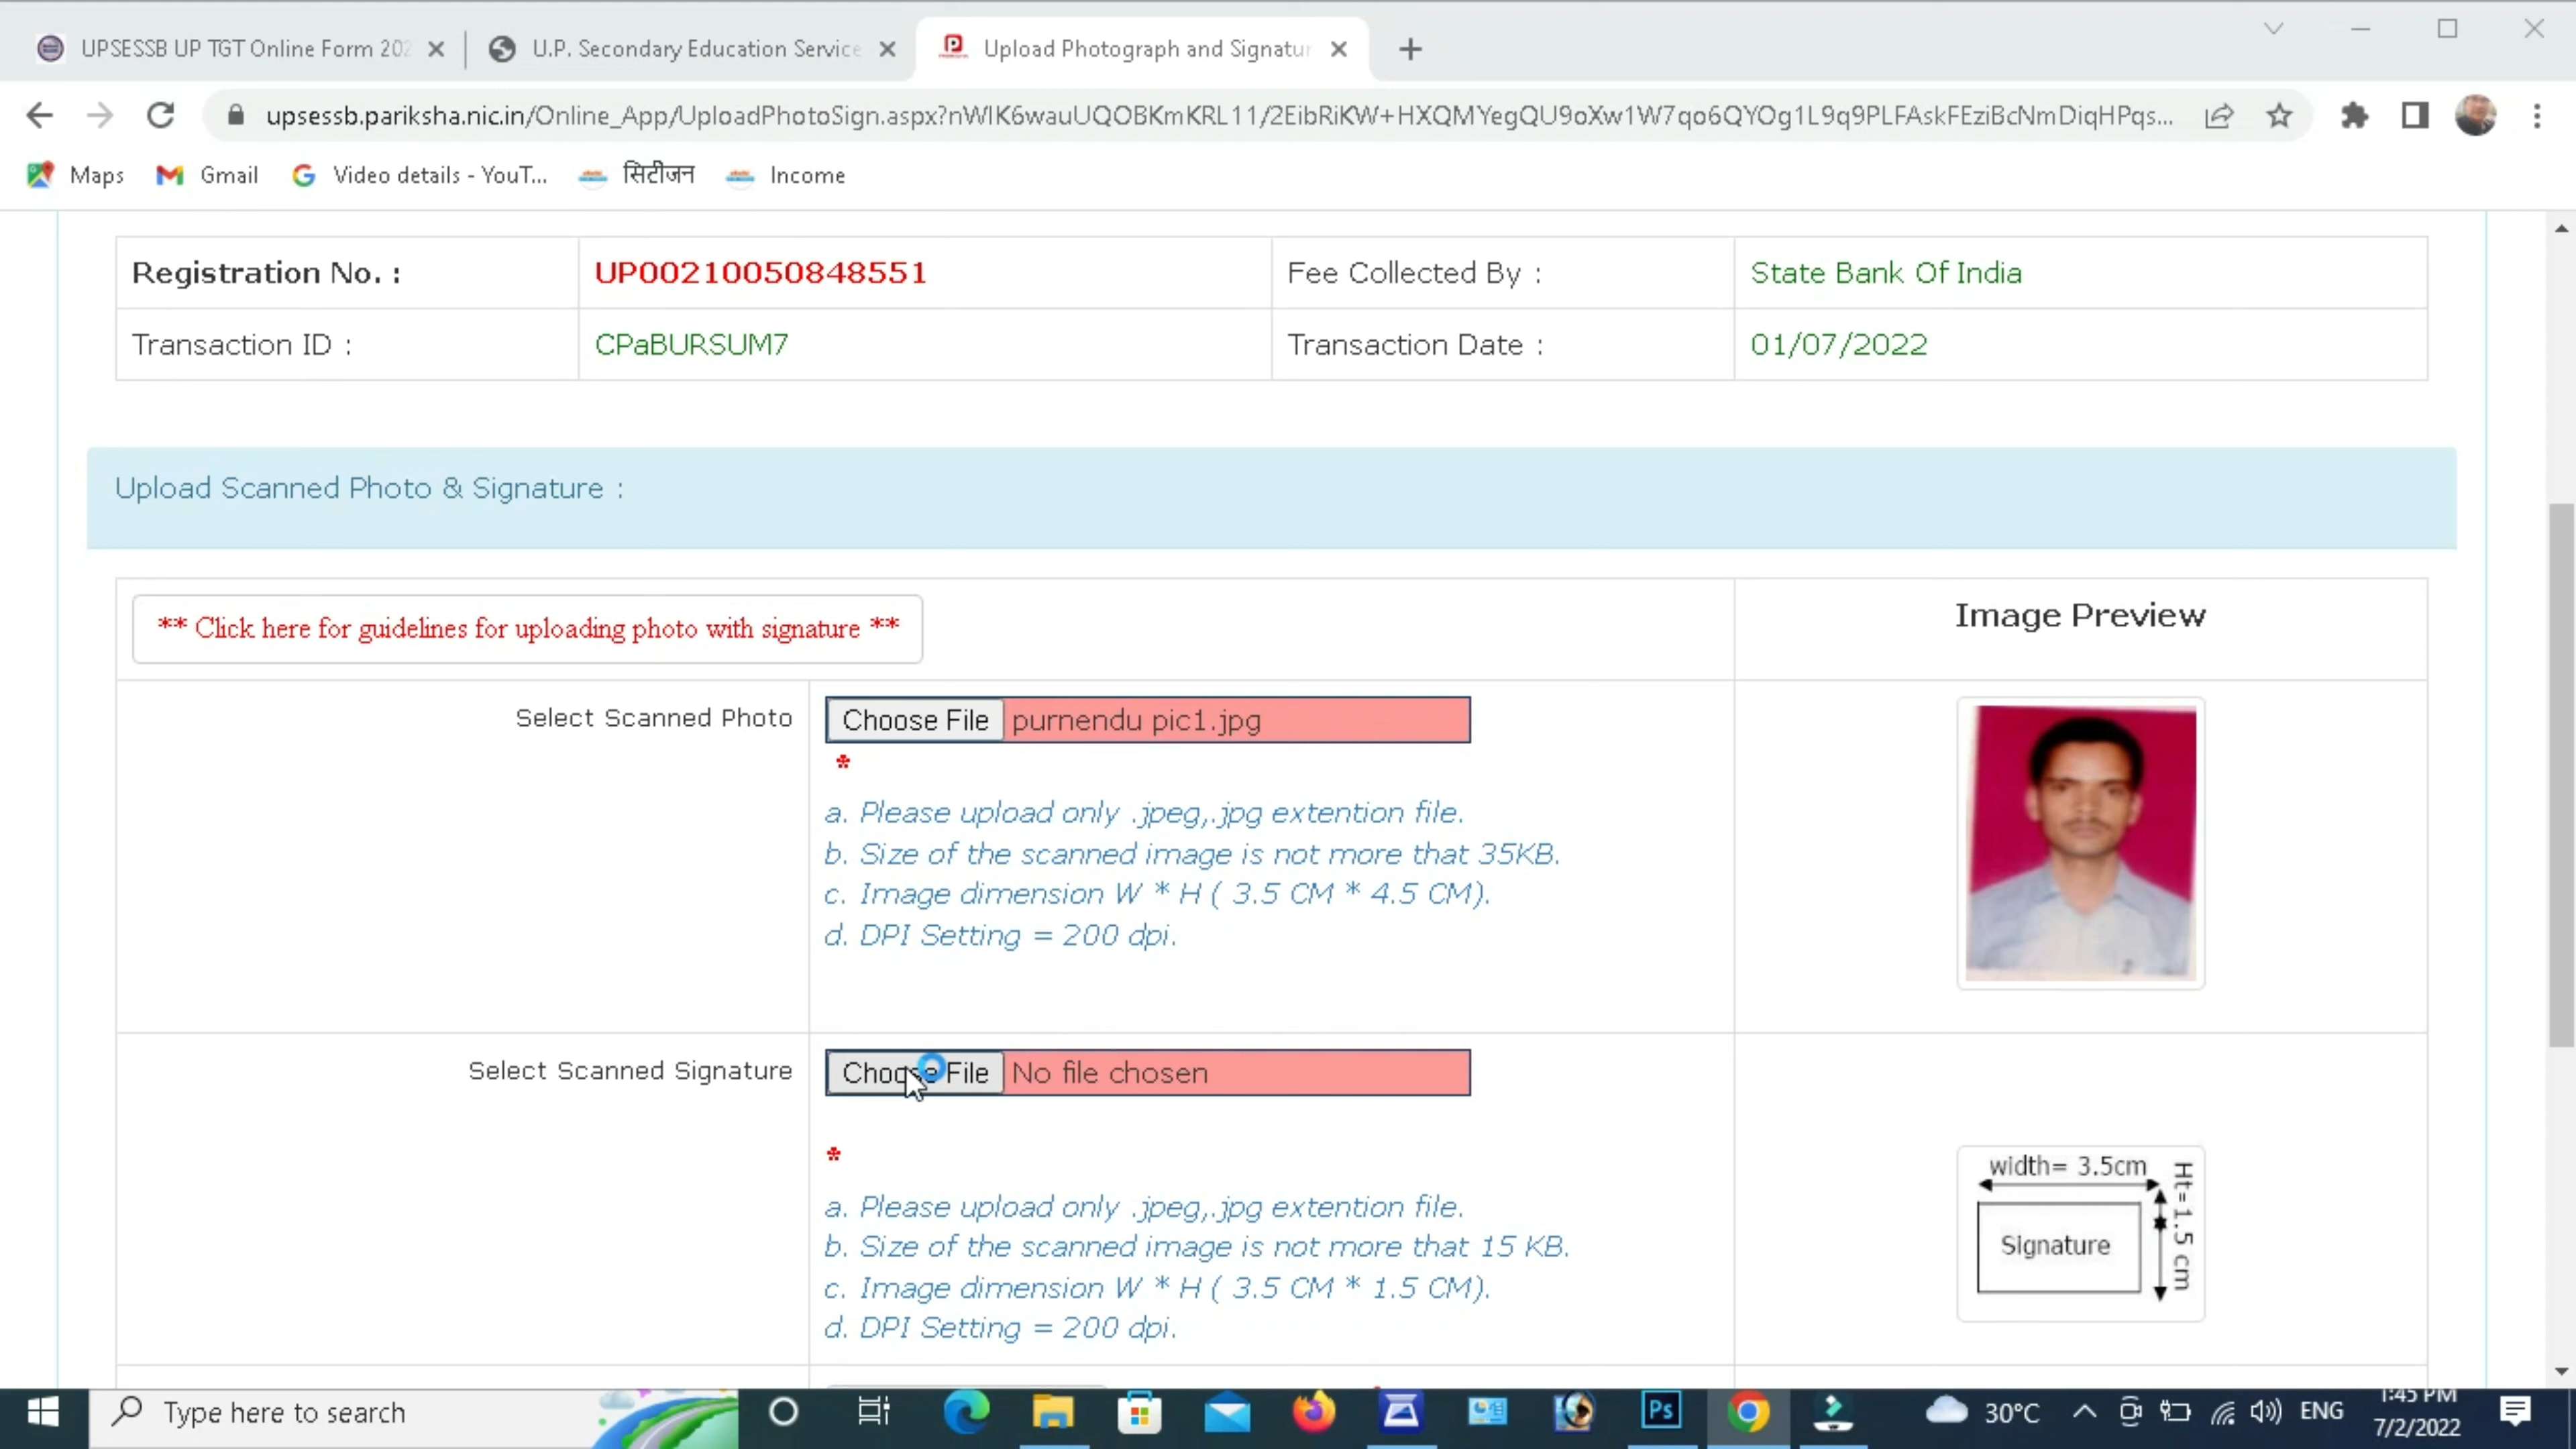 UPSESSB UP TGT Online Form 202
U.P. Secondary Education Service
Upload Photograph and Signatur
upsessb.pariksha.nic.in/Online_App/UploadPhotoSign.aspx?nWIK6wauUQOBKmKRL11/2EibRiKW+HXQMYegQU9oXw1W7qo6QYOg1L9q9PLFAskFEziBcNmDiqHPqs...
Maps
Gmail
Video details - YouT...
सिटीजन
Income
Registration No. :
UP00210050848551
Fee Collected By :
State Bank Of India
Transaction ID :
CPaBURSUM7
Transaction Date :
01/07/2022
Upload Scanned Photo & Signature :
** Click here for guidelines for uploading photo with signature **
Image Preview
Select Scanned Photo
Choose File purnendu pic1.jpg
*
a. Please upload only .jpeg,.jpg extention file.
b. Size of the scanned image is not more that 35KB.
c. Image dimension W * H ( 3.5 CM * 4.5 CM).
d. DPI Setting = 200 dpi.
Select Scanned Signature
Choose File No file chosen
*
a. Please upload only .jpeg,.jpg extention file.
b. Size of the scanned image is not more that 15 KB.
c. Image dimension W * H ( 3.5 CM * 1.5 CM).
d. DPI Setting = 200 dpi.
width= 3.5cm
Ht=1.5 cm
Signature
Type here to search
Ps
30°C
ENG
1:45 PM
7/2/2022